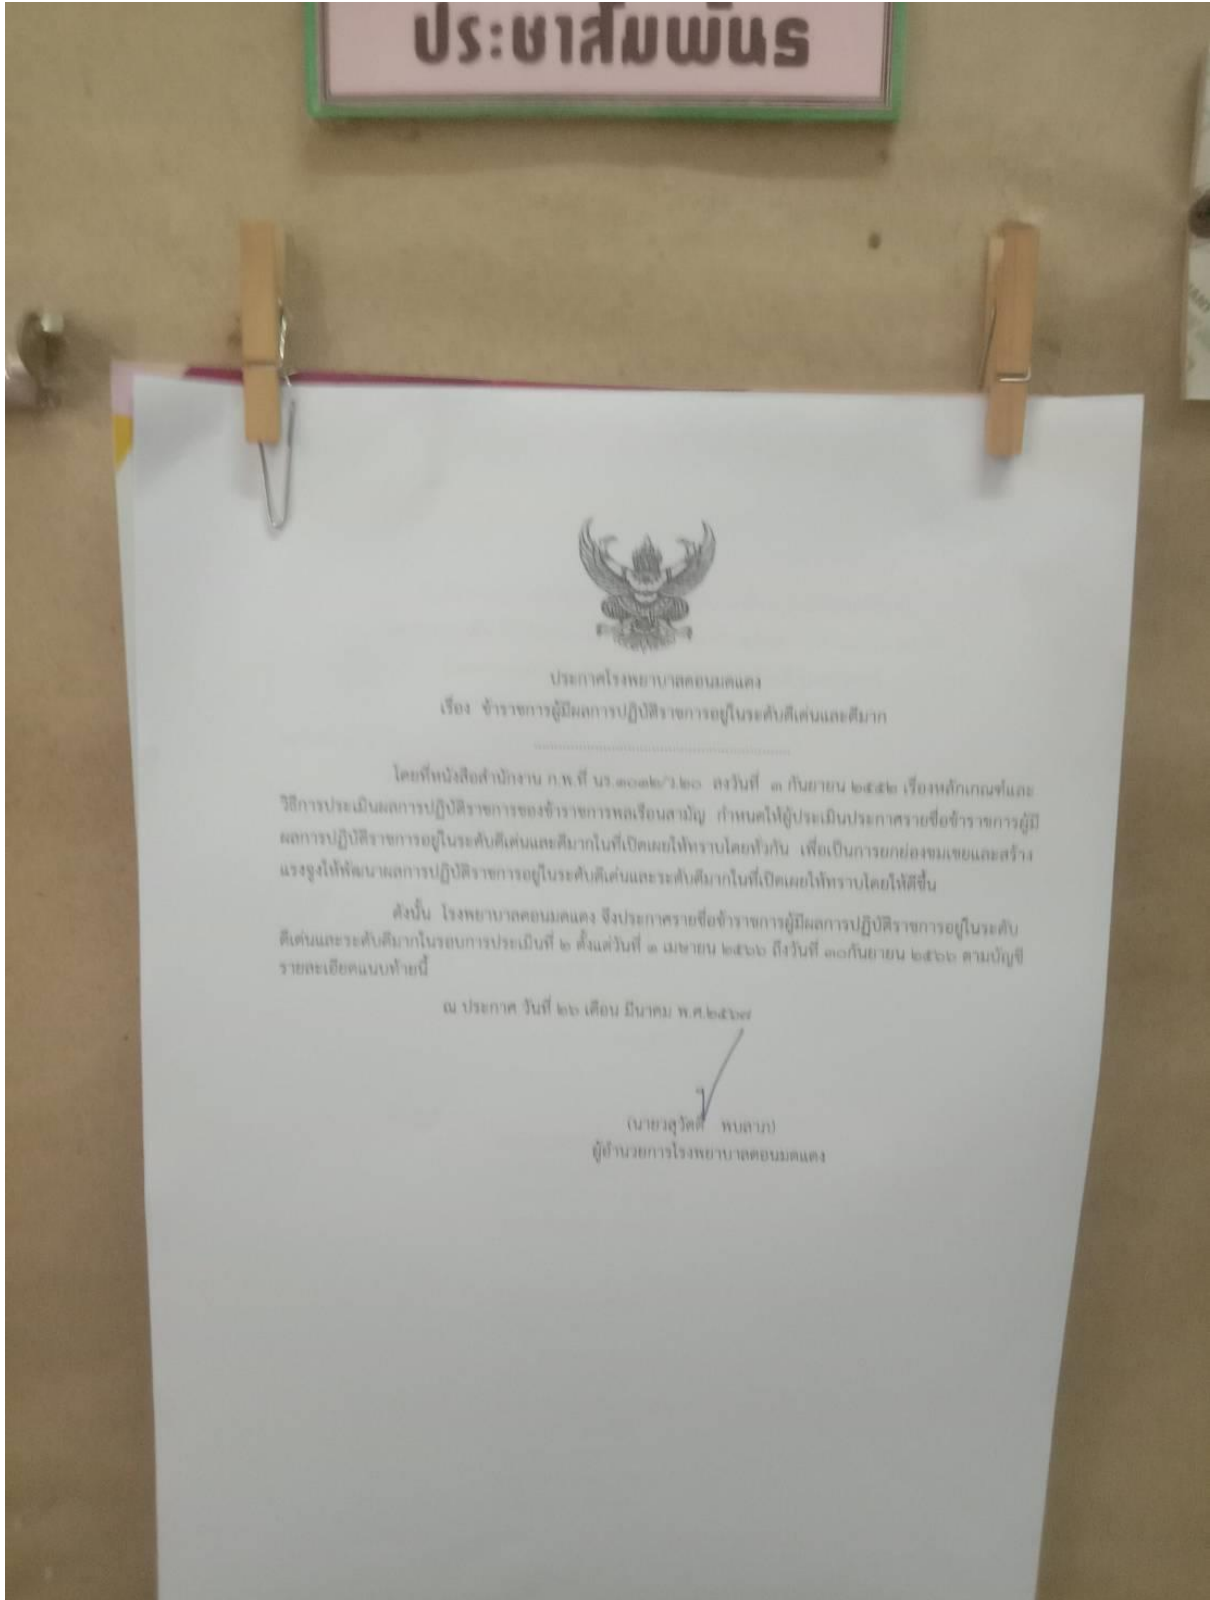 ประชาสัมพันธ
ประกาศโรงพยาบาลดอนมดแดง
เรื่อง ข้าราชการผู้มีผลการปฏิบัติราชการอยู่ในระดับดีเด่นและดีมาก
โดยที่หนังสือสำนักงาน ก.พ.ที่ นร.๑๐๑๒/ว.๒๐ ลงวันที่ ๓ กันยายน ๒๕๕๒ เรื่องหลักเกณฑ์และ
วิธีการประเมินผลการปฏิบัติราชการของข้าราชการพลเรือนสามัญ กำหนดให้ผู้ประเมินประกาศรายชื่อข้าราชการผู้มี
ผลการปฏิบัติราชการอยู่ในระดับดีเด่นและดีมากในที่เปิดเผยให้ทราบโดยทั่วกัน เพื่อเป็นการยกย่องชมเชยและสร้าง
แรงจูงให้พัฒนาผลการปฏิบัติราชการอยู่ในระดับดีเด่นและระดับดีมากในที่เปิดเผยให้ทราบโดยให้ดีขึ้น
ดังนั้น โรงพยาบาลดอนมดแดง จึงประกาศรายชื่อข้าราชการผู้มีผลการปฏิบัติราชการอยู่ในระดับ
ดีเด่นและระดับดีมากในรอบการประเมินที่ ๒ ตั้งแต่วันที่ ๑ เมษายน ๒๕๖๖ ถึงวันที่ ๓๐กันยายน ๒๕๖๖ ตามบัญชี
รายละเอียดแนบท้ายนี้
ณ ประกาศ วันที่ ๒๖ เดือน มีนาคม พ.ศ.๒๕๖๗
(นายวสุวัตติ์ พบลาภ)
ผู้อำนวยการโรงพยาบาลดอนมดแดง